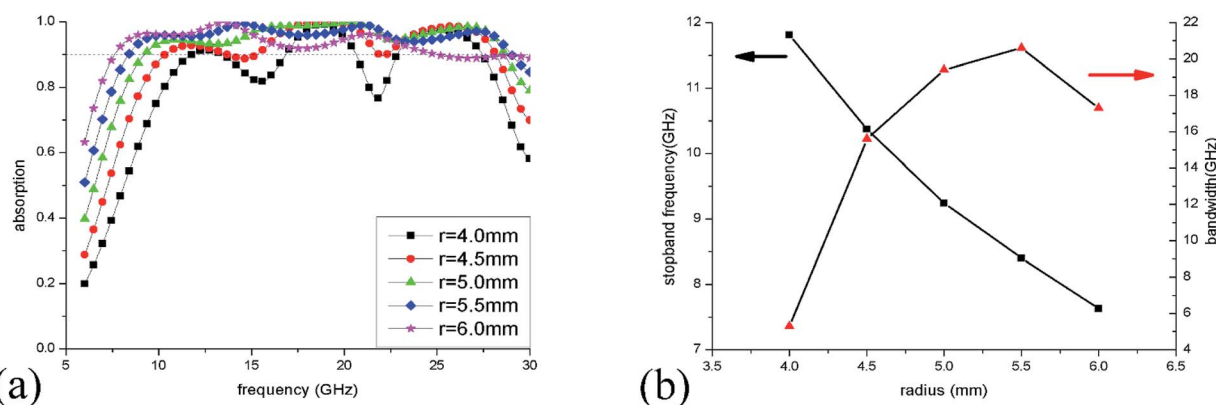 1.0
0.8
0.6
0.4
0.2
0.0
absorption
5 10 15 20 25 30
frequency (GHz)
r=4.0mm
r=4.5mm
r=5.0mm
r=5.5mm
r=6.0mm
(a)
12
11
10
9
8
7
stopband frequency(GHz)
3.5 4.0 4.5 5.0 5.5 6.0 6.5
radius (mm)
22
20
18
16
14
12
10
8
6
4
bandwidth(GHz)
(b)